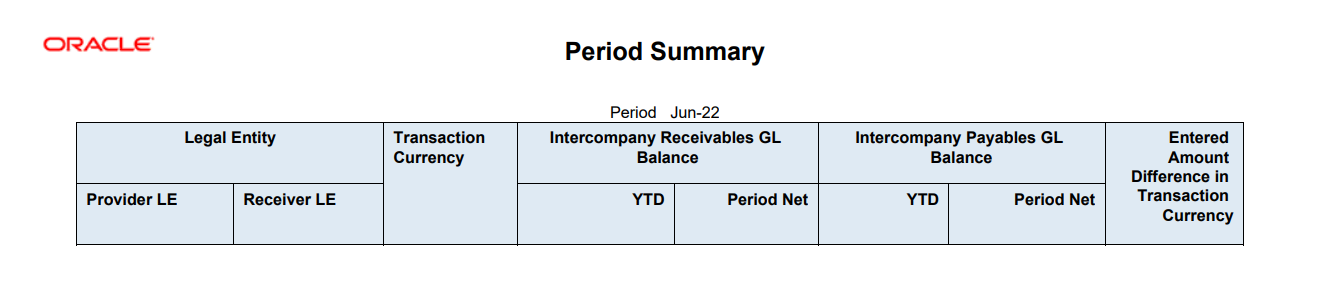 ORACLE
Period Summary
Period Jun-22
Legal Entity
Transaction
Currency
Intercompany Receivables GL
Balance
Intercompany Payables GL
Balance
Entered
Amount
Difference in
Transaction
Currency
Provider LE
Receiver LE
YTD
Period Net
YTD
Period Net